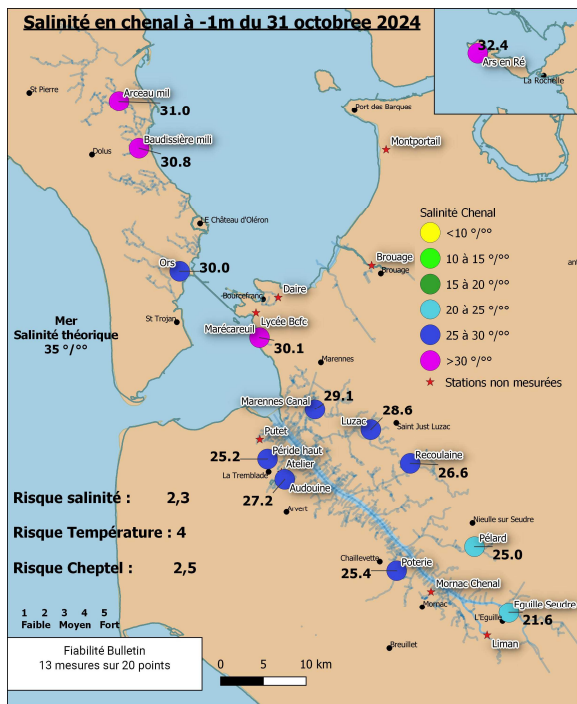 Salinité en chenal à -1m du 31 octobree 2024
32.4
Ars en Ré
La Rochelle
Arceau mil
St Pierre
31.0
Port des Barques
Baudissière mili
Montportail
Dolus
30.8
Salinité Chenal
<10 °/°°
LE Château d'Oléron
10 à 15 °/°°
15 à 20 °/°°
20 à 25 °/°°
25 à 30 °/°°
>30 °/°°
Stations non mesurées
Brouage
Brouage
ant
Ors
30.0
Daire
Bourcefranc
Mer
Salinité théorique
35 °/°°
St Trojan
Lycée Bcfc
Marécareuil
30.1
Marennes
29.1
Marennes Canal
28.6
Luzac
Saint Just Luzac
Putet
Péride haut
25.2
Recoulaine
26.6
Atelier
La Tremblade
Audouine
27.2
Arvert
Risque salinité : 2,3
Risque Température : 4
Risque Cheptel : 2,5
Nieulle sur Seudre
Pélard
25.0
Chaillevette
Poterie
25.4
Mornac Chenal
Mornac
Eguille Seudre
L'Eguille
21.6
Liman
Breuillet
1 2 3 4 5
Faible Moyen Fort
Fiabilité Bulletin
13 mesures sur 20 points
0 5 10 km